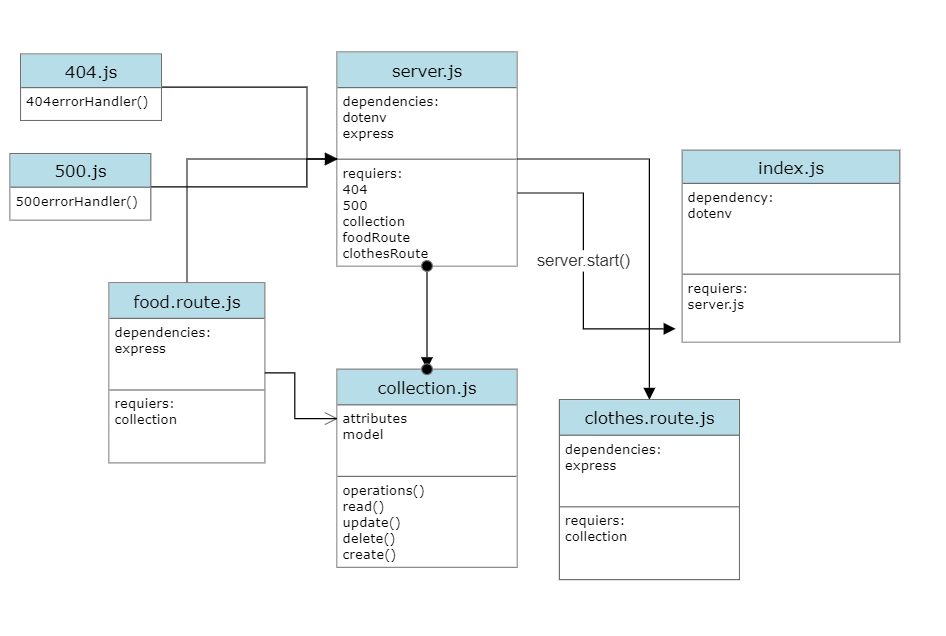 404.js
404errorHandler()
500.js
500errorHandler()
server.js
dependencies:
dotenv
express
requiers:
404
500
collection
foodRoute
clothesRoute
index.js
dependency:
dotenv
requiers:
server.js
server.start()
food.route.js
dependencies:
express
requiers:
collection
collection.js
attributes
model
operations()
read()
update()
delete()
create()
clothes.route.js
dependencies:
express
requiers:
collection